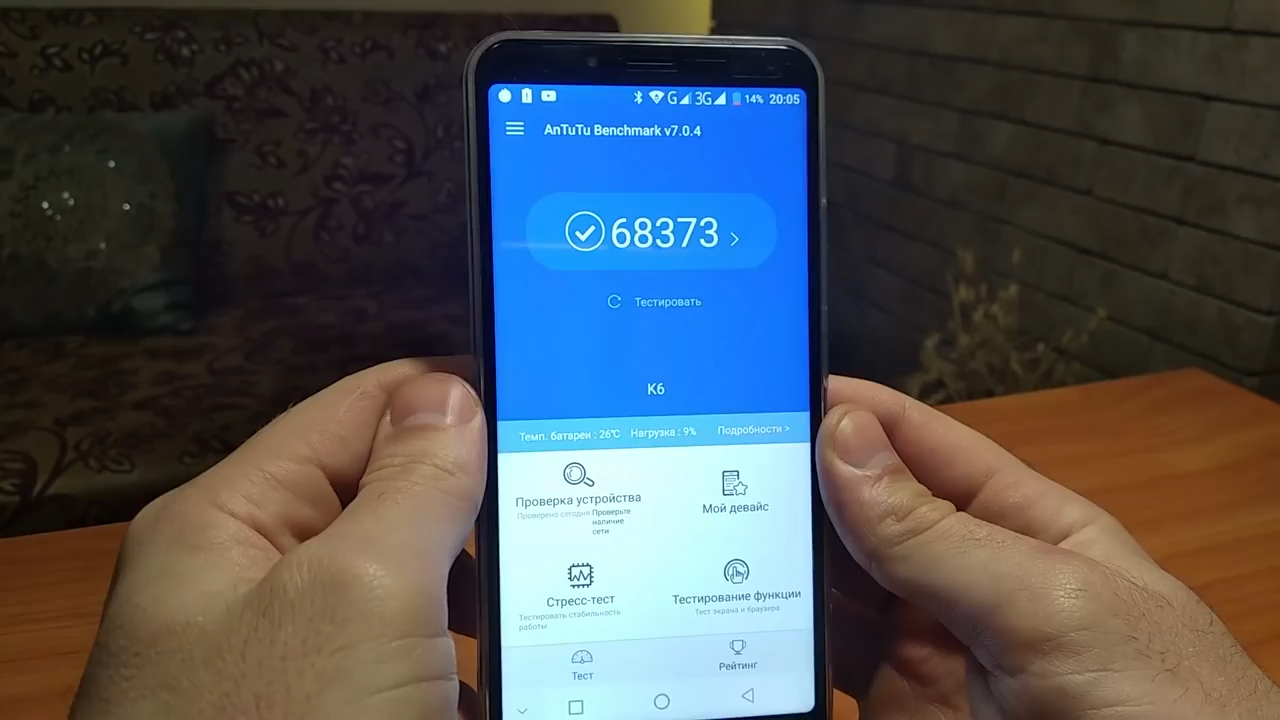 G 3G 14% 20:05
AnTuTu Benchmark v7.0.4
68373
Тестировать
K6
Темп. батареи : 26℃ Нагрузка : 9% Подробности >
Проверка устройства
Проверено сегодня Проверьте
наличие
сети
Мой девайс
Стресс-тест
Тестировать стабильность
работы
Тестирование функции
Тест экрана и браузера
Тест
Рейтинг